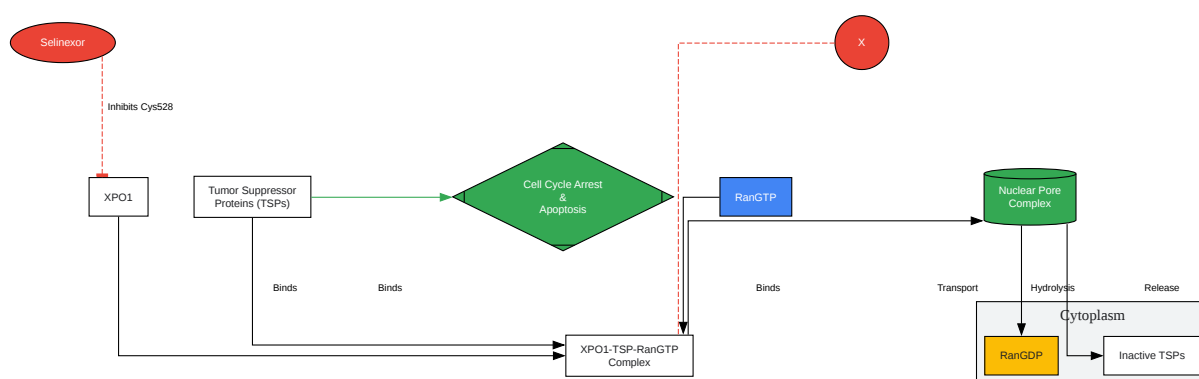 Selinexor
X
Inhibits Cys528
XPO1
Tumor Suppressor
Proteins (TSPs)
Cell Cycle Arrest
&
Apoptosis
RanGTP
Nuclear Pore
Complex
Binds
Binds
Binds
Transport
Hydrolysis
Release
Cytoplasm
XPO1-TSP-RanGTP
Complex
RanGDP
Inactive TSPs